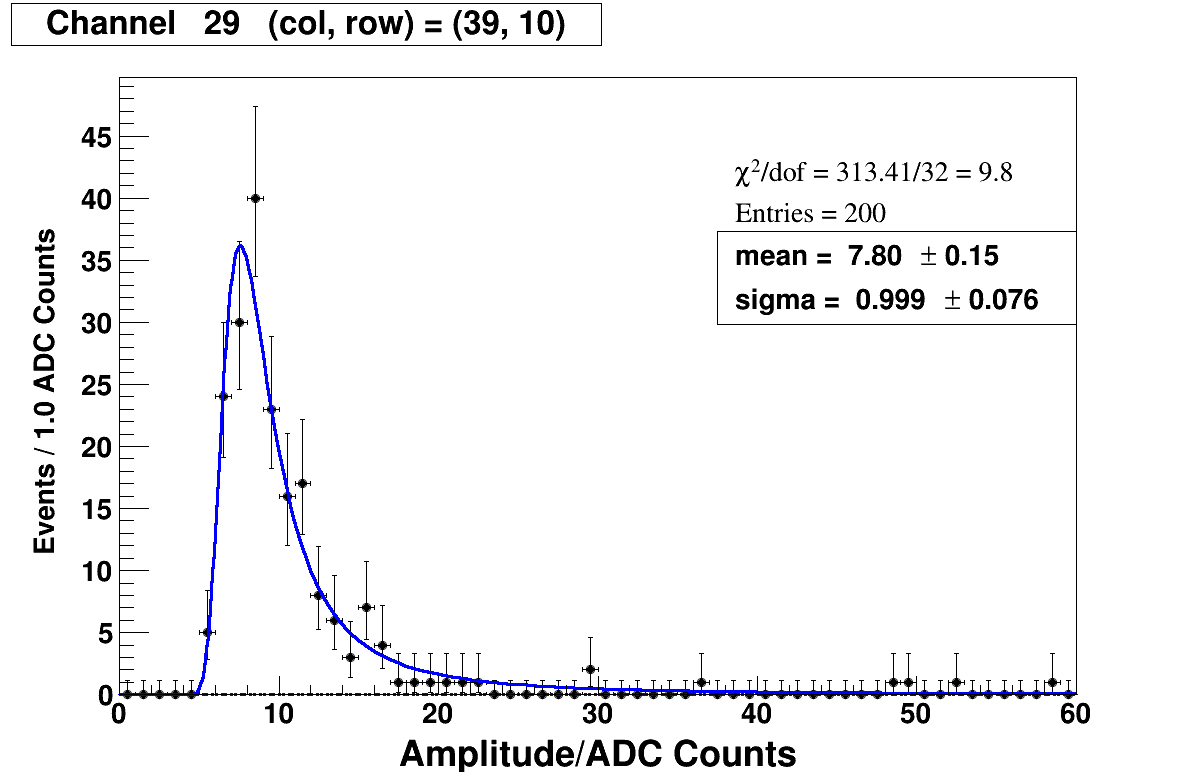 Channel 29 (col, row) = (39, 10)
χ²/dof = 313.41/32 = 9.8
Entries = 200
mean = 7.80 ± 0.15
sigma = 0.999 ± 0.076
Events / 1.0 ADC Counts
45
40
35
30
25
20
15
10
5
0
0 10 20 30 40 50 60
Amplitude/ADC Counts